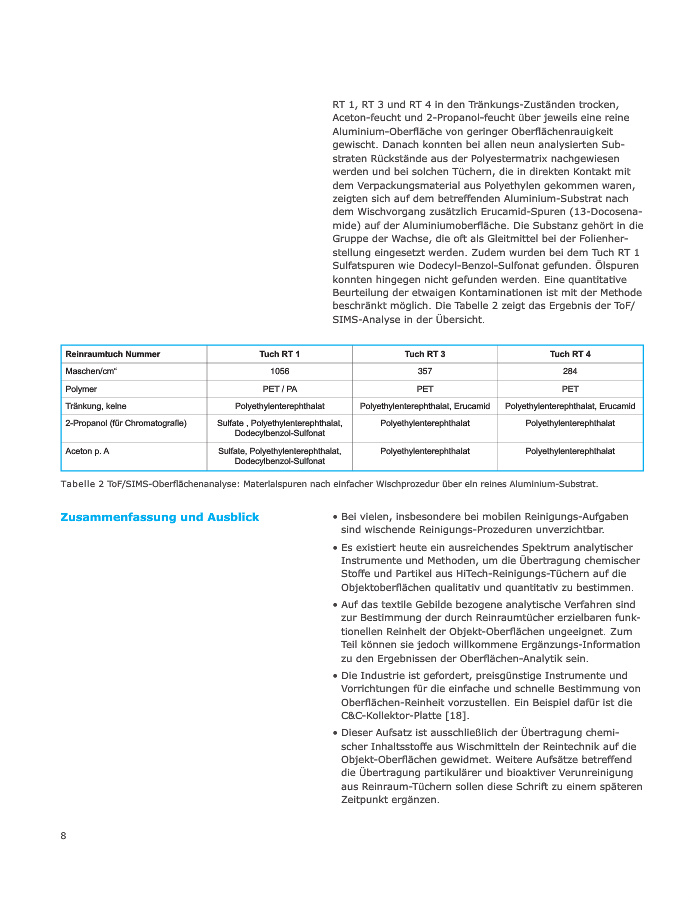 RT 1, RT 3 und RT 4 in den Tränkungs-Zuständen trocken,
Aceton-feucht und 2-Propanol-feucht über jeweils eine reine
Aluminium-Oberfläche von geringer Oberflächenrauigkeit
gewischt. Danach konnten bei allen neun analysierten Sub-
straten Rückstände aus der Polyestermatrix nachgewiesen
werden und bei solchen Tüchern, die in direkten Kontakt mit
dem Verpackungsmaterial aus Polyethylen gekommen waren,
zeigten sich auf dem betreffenden Aluminium-Substrat nach
dem Wischvorgang zusätzlich Erucamid-Spuren (13-Docosena-
mide) auf der Aluminiumoberfläche. Die Substanz gehört in die
Gruppe der Wachse, die oft als Gleitmittel bei der Folienher-
stellung eingesetzt werden. Zudem wurden bei dem Tuch RT 1
Sulfatspuren wie Dodecyl-Benzol-Sulfonat gefunden. Ölspuren
konnten hingegen nicht gefunden werden. Eine quantitative
Beurteilung der etwaigen Kontaminationen ist mit der Methode
beschränkt möglich. Die Tabelle 2 zeigt das Ergebnis der ToF/
SIMS-Analyse in der Übersicht.
Reinraumtuch Nummer Tuch RT 1 Tuch RT 3 Tuch RT 4
Maschen/cm“ 1056 357 284
Polymer PET / PA PET PET
Tränkung, keine Polyethylenterephthalat Polyethylenterephthalat, Erucamid Polyethylenterephthalat, Erucamid
2-Propanol (für Chromatografie) Sulfate , Polyethylenterephthalat, Polyethylenterephthalat Polyethylenterephthalat
Dodecylbenzol-Sulfonat
Aceton p. A Sulfate, Polyethylenterephthalat, Polyethylenterephthalat Polyethylenterephthalat
Dodecylbenzol-Sulfonat
Tabelle 2 ToF/SIMS-Oberflächenanalyse: Materialspuren nach einfacher Wischprozedur über ein reines Aluminium-Substrat.
Zusammenfassung und Ausblick
• Bei vielen, insbesondere bei mobilen Reinigungs-Aufgaben
sind wischende Reinigungs-Prozeduren unverzichtbar.
• Es existiert heute ein ausreichendes Spektrum analytischer
Instrumente und Methoden, um die Übertragung chemischer
Stoffe und Partikel aus HiTech-Reinigungs-Tüchern auf die
Objektoberflächen qualitativ und quantitativ zu bestimmen.
• Auf das textile Gebilde bezogene analytische Verfahren sind
zur Bestimmung der durch Reinraumtücher erzielbaren funk-
tionellen Reinheit der Objekt-Oberflächen ungeeignet. Zum
Teil können sie jedoch willkommene Ergänzungs-Information
zu den Ergebnissen der Oberflächen-Analytik sein.
• Die Industrie ist gefordert, preisgünstige Instrumente und
Vorrichtungen für die einfache und schnelle Bestimmung von
Oberflächen-Reinheit vorzustellen. Ein Beispiel dafür ist die
C&C-Kollektor-Platte [18].
• Dieser Aufsatz ist ausschließlich der Übertragung chemi-
scher Inhaltsstoffe aus Wischmitteln der Reintechnik auf die
Objekt-Oberflächen gewidmet. Weitere Aufsätze betreffend
die Übertragung partikulärer und bioaktiver Verunreinigung
aus Reinraum-Tüchern sollen diese Schrift zu einem späteren
Zeitpunkt ergänzen.
8